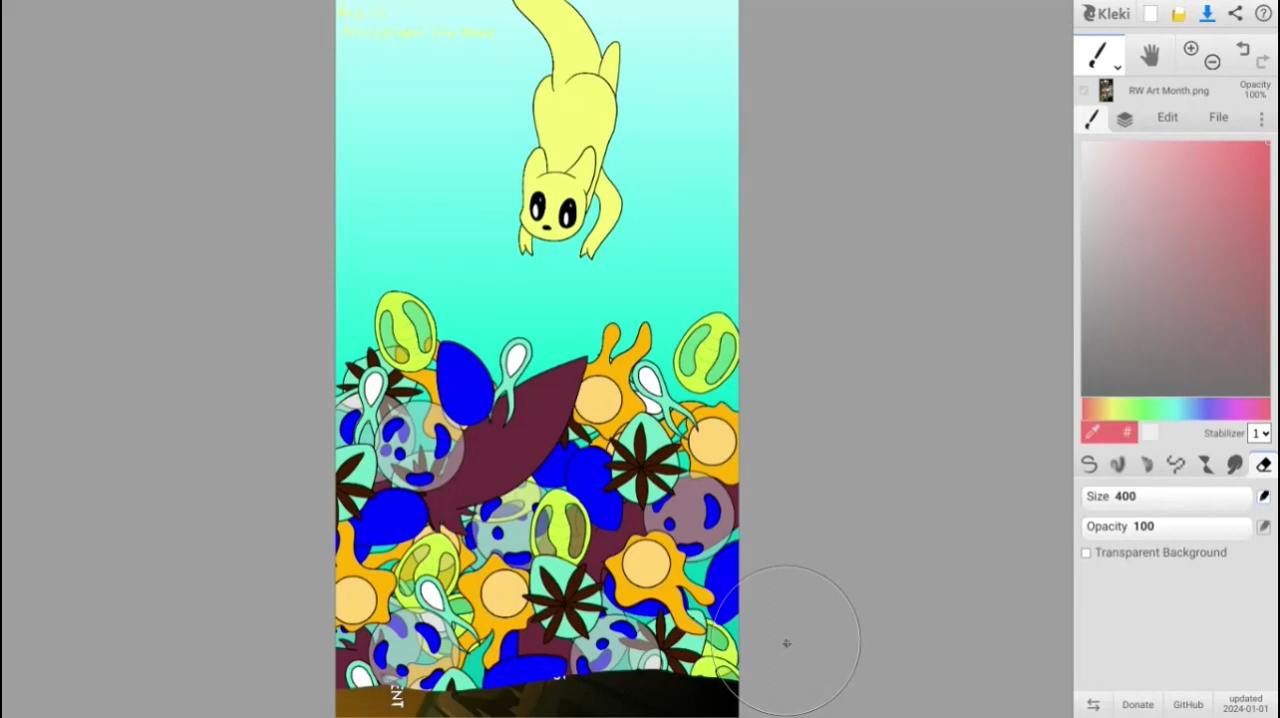 Kleki
RW Art Month.png
Opacity
100%
Edit
File
#
Stabilizer
1
Size 400
Opacity 100
Transparent Background
ENT
Donate
GitHub
updated
2024-01-01